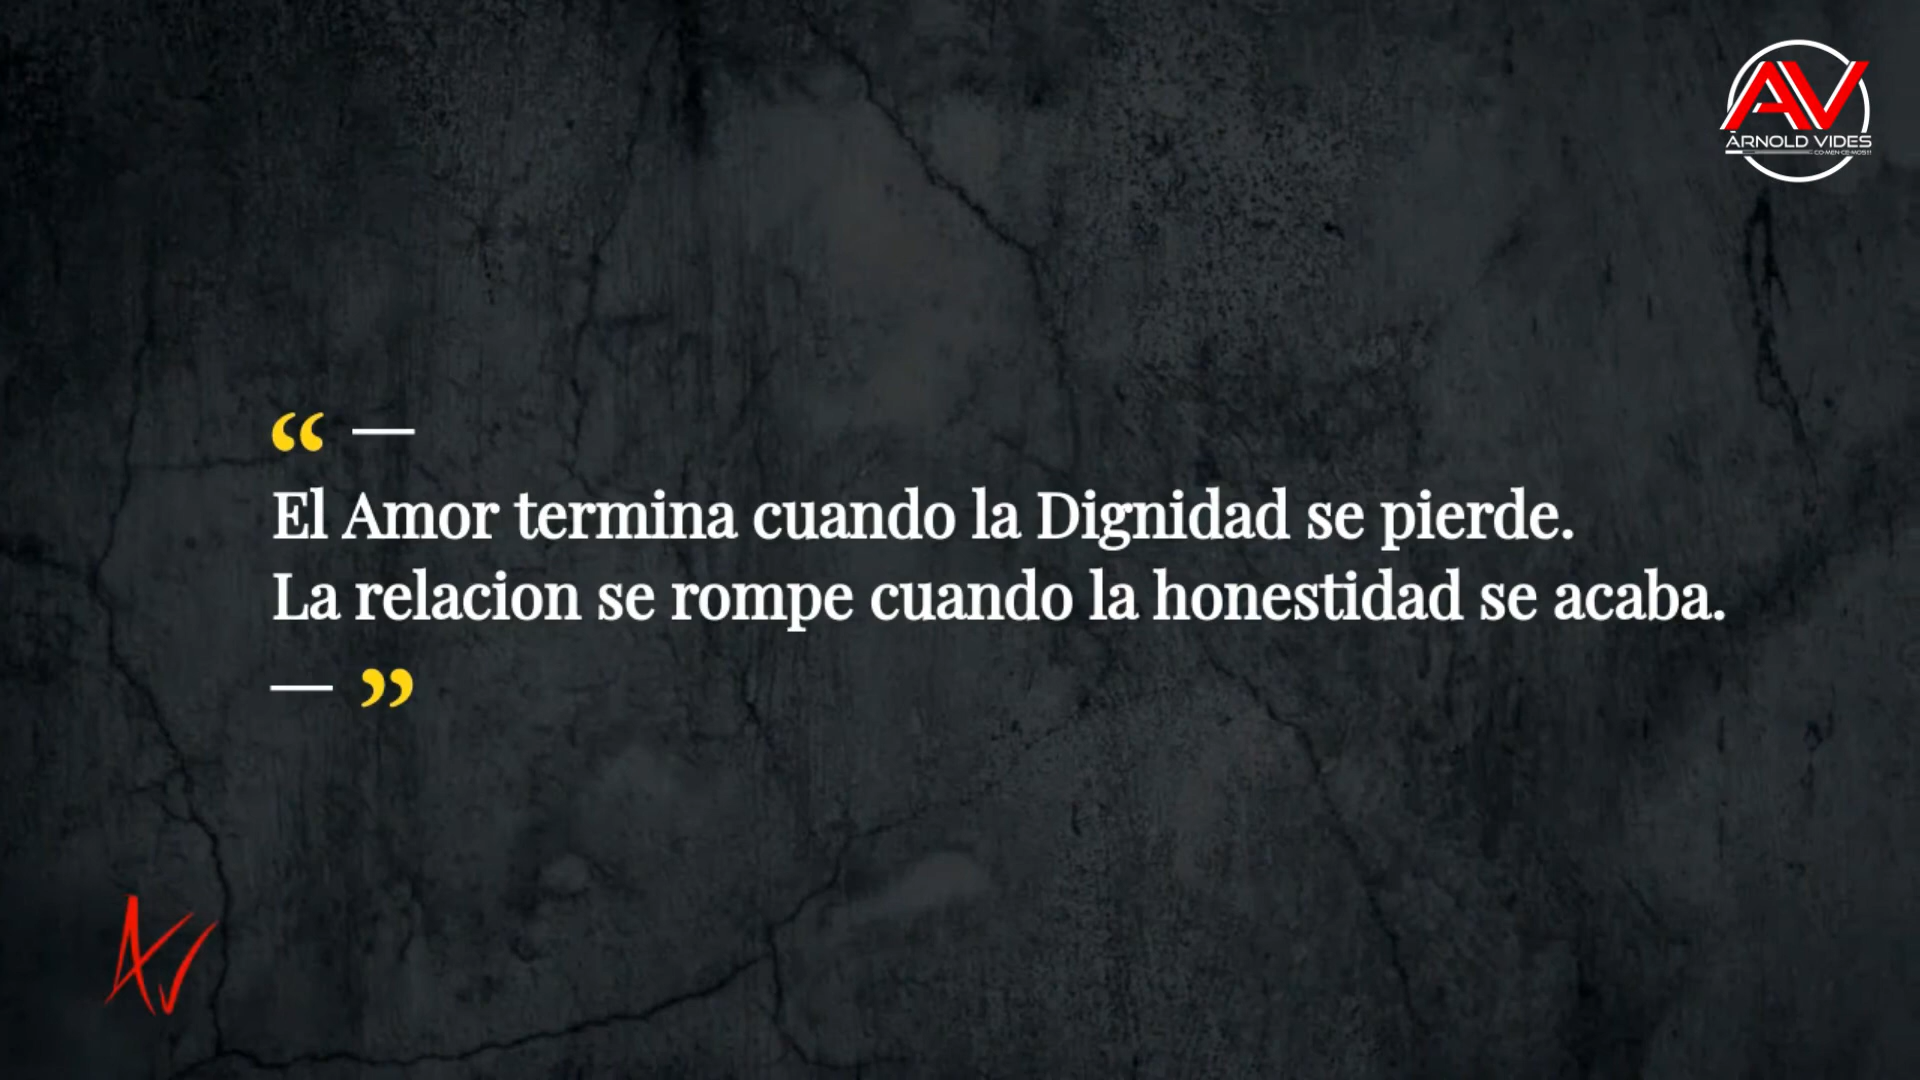 AV
ARNOLD VIDES
“ —
El Amor termina cuando la Dignidad se pierde.
La relacion se rompe cuando la honestidad se acaba.
— ”
AV